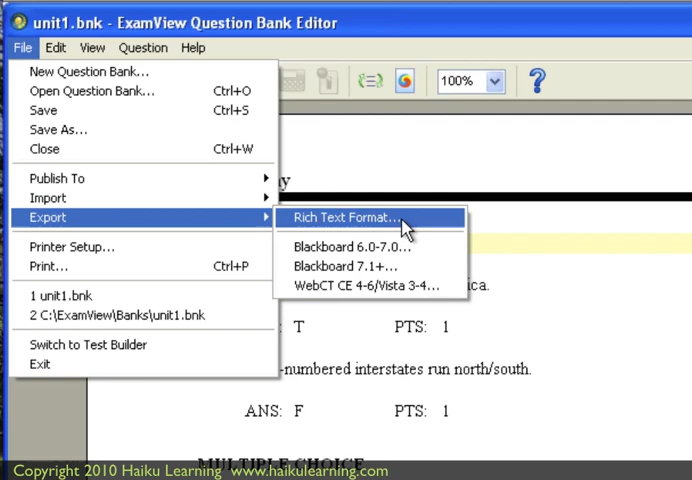 unit1.bnk - ExamView Question Bank Editor
File Edit View Question Help
New Question Bank...
Open Question Bank... Ctrl+O
100%
Save Ctrl+S
Save As...
Close Ctrl+W
Publish To
Import
Export
Rich Text Format...
Printer Setup...
Blackboard 6.0-7.0...
Print... Ctrl+P
Blackboard 7.1+...
WebCT CE 4-6/Vista 3-4...
1 unit1.bnk
2 C:\ExamView\Banks\unit1.bnk
T PTS: 1
Switch to Test Builder
Exit
-numbered interstates run north/south.
ANS: F PTS: 1
MULTIPLE CHOICE
Copyright 2010 Haiku Learning www.haikulearning.com